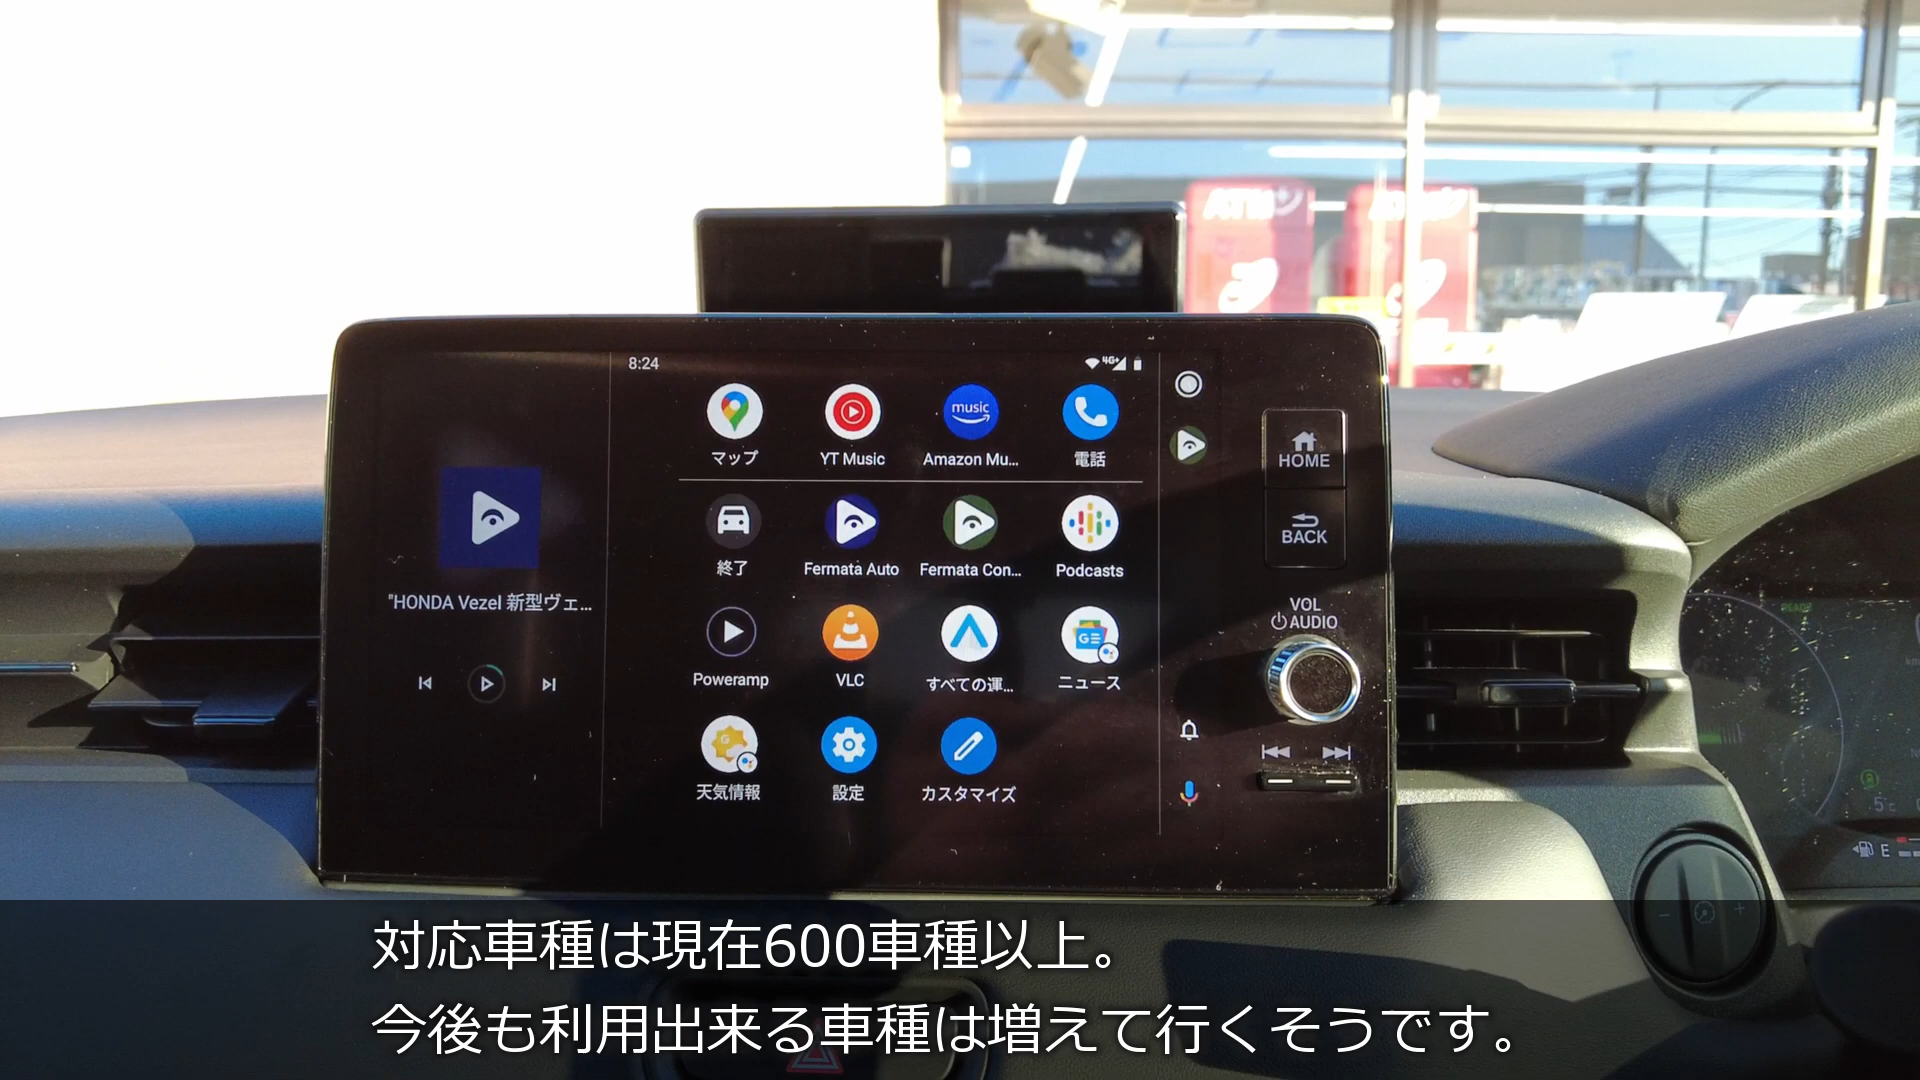 ATM
8:24
4G+
music
マップ
YT Music
Amazon Mu...
電話
HOME
終了
Fermata Auto
Fermata Con...
Podcasts
BACK
"HONDA Vezel 新型ヴェ...
VOL
AUDIO
READY
GE
Poweramp
VLC
すべての運...
ニュース
天気情報
設定
カスタマイズ
E
対応車種は現在600車種以上。
今後も利用出来る車種は増えて行くそうです。